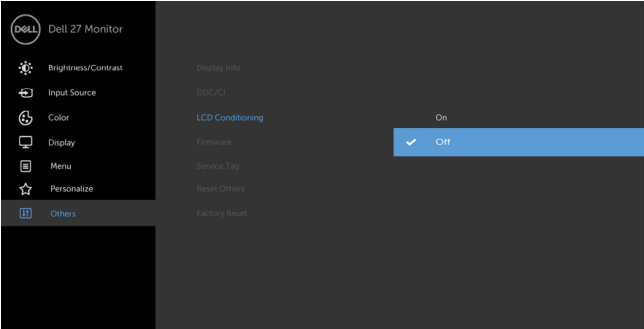 DELL Dell 27 Monitor
Brightness/Contrast
Display Info
Input Source
DDC/CI
Color
LCD Conditioning
On
Display
Firmware
Off
Menu
Service Tag
Personalize
Reset Others
Others
Factory Reset